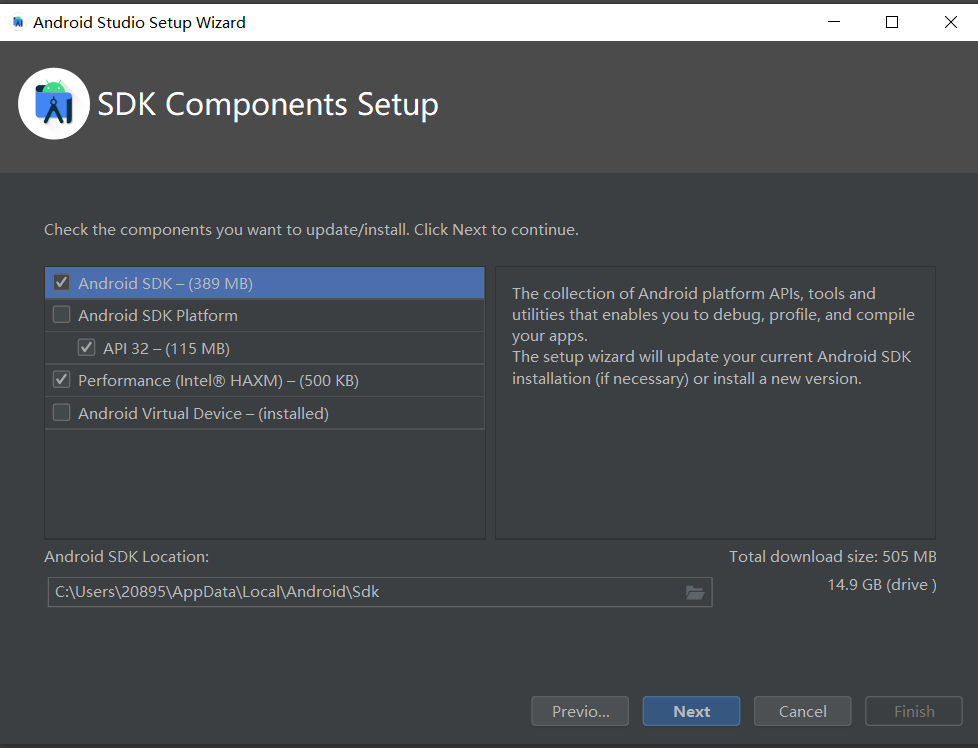 Android Studio Setup Wizard
SDK Components Setup
Check the components you want to update/install. Click Next to continue.
Android SDK – (389 MB)
Android SDK Platform
API 32 – (115 MB)
Performance (Intel® HAXM) – (500 KB)
Android Virtual Device – (installed)
The collection of Android platform APIs, tools and
utilities that enables you to debug, profile, and compile
your apps.
The setup wizard will update your current Android SDK
installation (if necessary) or install a new version.
Android SDK Location:
Total download size: 505 MB
14.9 GB (drive )
C:\Users\20895\AppData\Local\Android\Sdk
Previo...
Next
Cancel
Finish